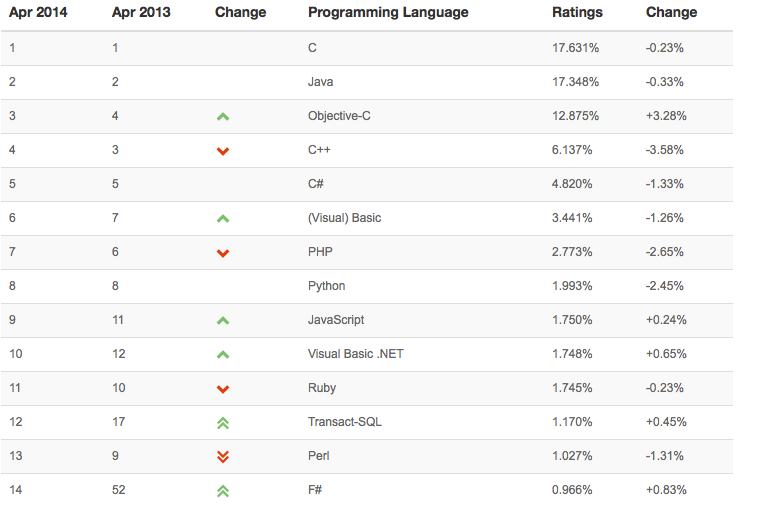 Apr 2014 Apr 2013 Change Programming Language Ratings Change
1 1 C 17.631% -0.23%
2 2 Java 17.348% -0.33%
3 4 Objective-C 12.875% +3.28%
4 3 C++ 6.137% -3.58%
5 5 C# 4.820% -1.33%
6 7 (Visual) Basic 3.441% -1.26%
7 6 PHP 2.773% -2.65%
8 8 Python 1.993% -2.45%
9 11 JavaScript 1.750% +0.24%
10 12 Visual Basic .NET 1.748% +0.65%
11 10 Ruby 1.745% -0.23%
12 17 Transact-SQL 1.170% +0.45%
13 9 Perl 1.027% -1.31%
14 52 F# 0.966% +0.83%